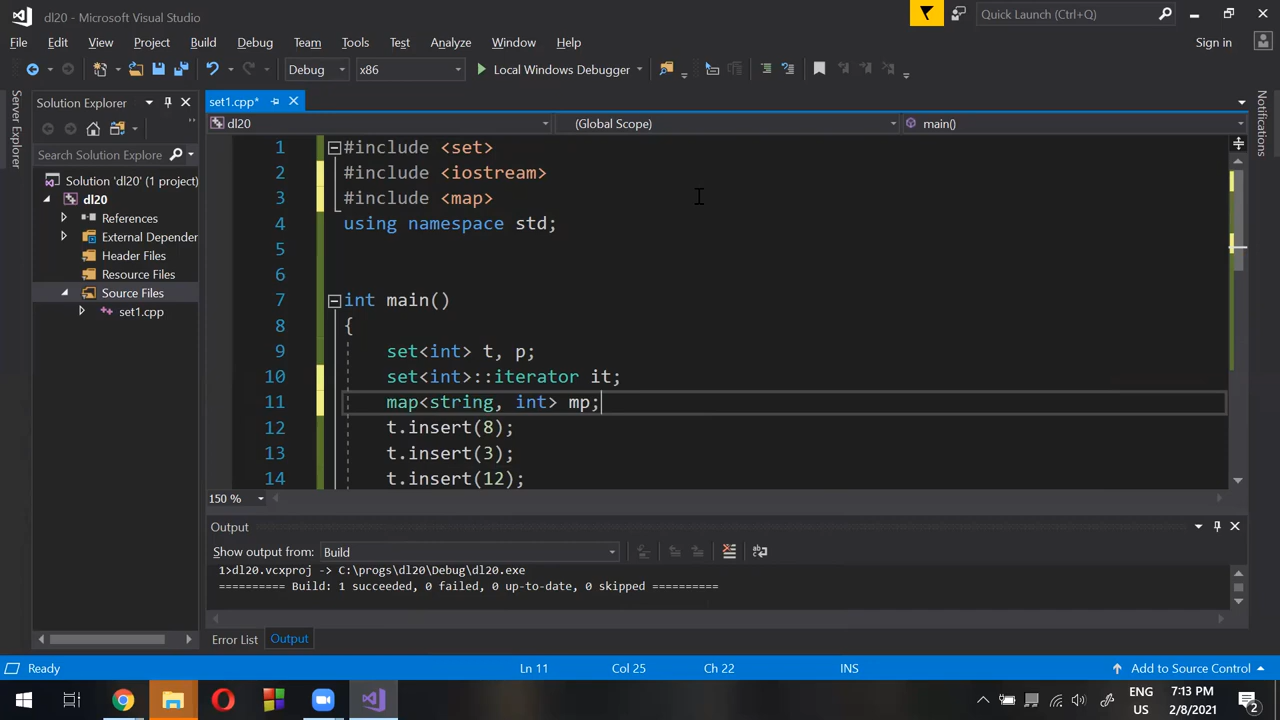 dl20 - Microsoft Visual Studio
Quick Launch (Ctrl+Q)
File Edit View Project Build Debug Team Tools Test Analyze Window Help
Sign in
Debug x86 Local Windows Debugger
Server Explorer
Solution Explorer
Search Solution Explore
Solution 'dl20' (1 project)
dl20
References
External Dependen
Header Files
Resource Files
Source Files
set1.cpp
set1.cpp*
dl20 (Global Scope) main()
1 #include <set>
2 #include <iostream>
3 #include <map>
4 using namespace std;
5
6
7 int main()
8 {
9 set<int> t, p;
10 set<int>::iterator it;
11 map<string, int> mp;
12 t.insert(8);
13 t.insert(3);
14 t.insert(12);
150 %
Notifications
Output
Show output from: Build
1>dl20.vcxproj -> C:\progs\dl20\Debug\dl20.exe
========== Build: 1 succeeded, 0 failed, 0 up-to-date, 0 skipped ==========
Error List Output
Ready Ln 11 Col 25 Ch 22 INS Add to Source Control
ENG
US
7:13 PM
2/8/2021
2